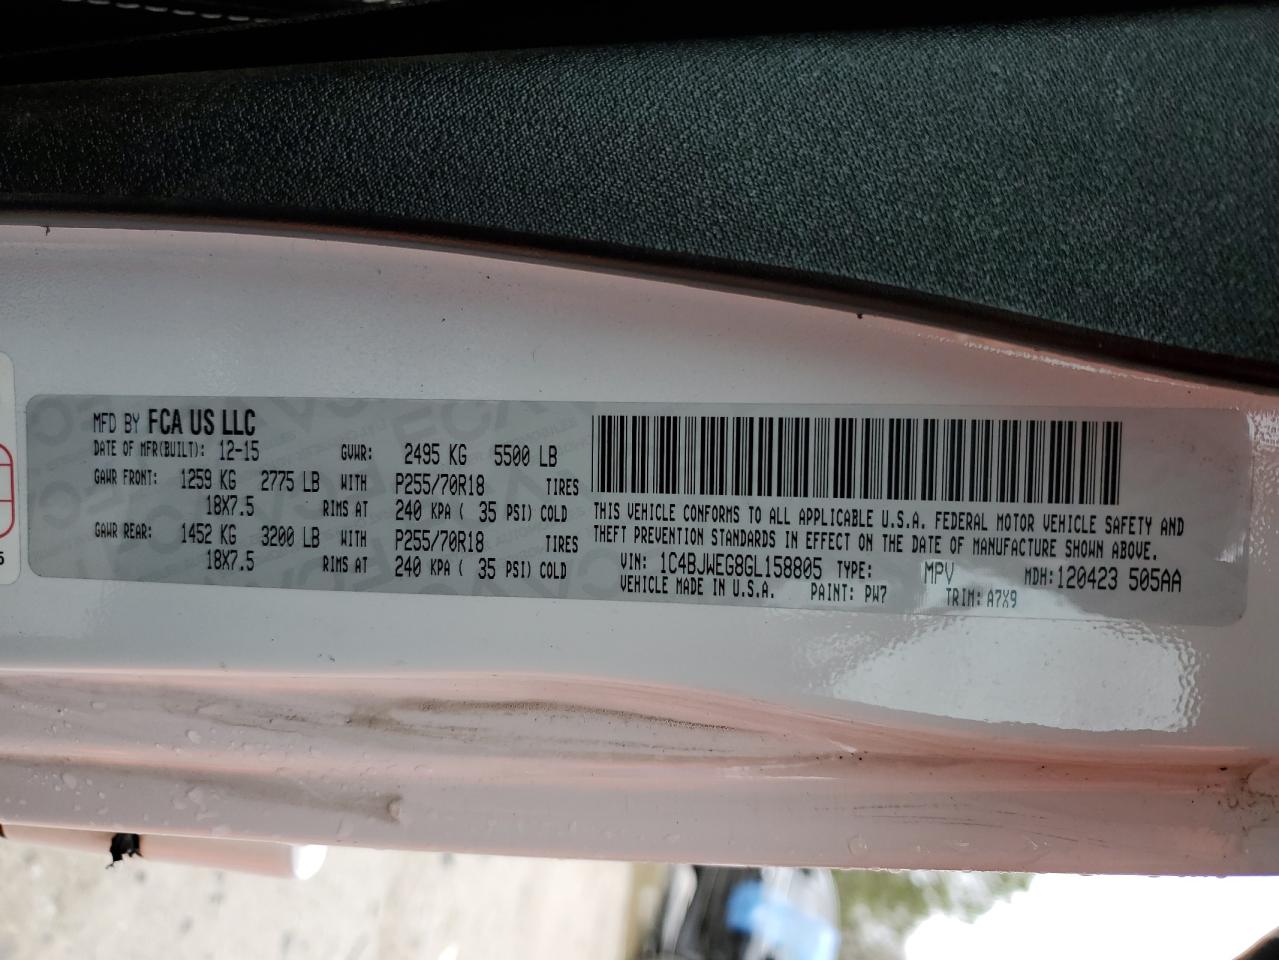 MFD BY FCA US LLC
DATE OF MFR(BUILT): 12-15 GVWR: 2495 KG 5500 LB
GAWR FRONT: 1259 KG 2775 LB WITH P255/70R18 TIRES
18X7.5 RIMS AT 240 KPA ( 35 PSI) COLD
GAWR REAR: 1452 KG 3200 LB WITH P255/70R18 TIRES
18X7.5 RIMS AT 240 KPA ( 35 PSI) COLD
THIS VEHICLE CONFORMS TO ALL APPLICABLE U.S.A. FEDERAL MOTOR VEHICLE SAFETY AND
THEFT PREVENTION STANDARDS IN EFFECT ON THE DATE OF MANUFACTURE SHOWN ABOVE.
VIN: 1C4BJWEG8GL158805 TYPE: MPV MDH:120423 505AA
VEHICLE MADE IN U.S.A. PAINT: PW7 TRIM: A7X9